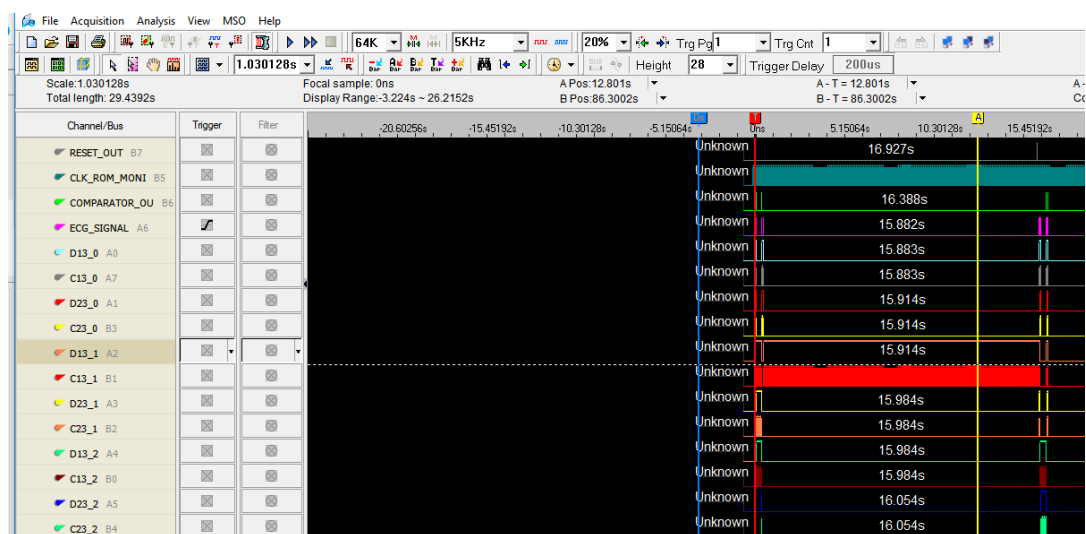 File Acquisition Analysis View MSO Help
64K 5KHz 20% Trg Pg 1 Trg Cnt 1
1.030128s Height 28 Trigger Delay 200us
Scale:1.030128s Focal sample: 0ns A Pos:12.801s A - T = 12.801s A -
Total length: 29.4392s Display Range:-3.224s ~ 26.2152s B Pos:86.3002s B - T = 86.3002s
Channel/Bus Trigger Filter -20.60256s -15.45192s -10.30128s -5.15064s T 0ns 5.15064s 10.30128s A 15.45192s
RESET_OUT B7 Unknown 16.927s
CLK_ROM_MONI B5 Unknown
COMPARATOR_OU B6 Unknown 16.388s
ECG_SIGNAL A6 Unknown 15.882s
D13_0 A0 Unknown 15.883s
C13_0 A7 Unknown 15.883s
D23_0 A1 Unknown 15.914s
C23_0 B3 Unknown 15.914s
D13_1 A2 Unknown 15.914s
C13_1 B1 Unknown
D23_1 A3 Unknown 15.984s
C23_1 B2 Unknown 15.984s
D13_2 A4 Unknown 15.984s
C13_2 B0 Unknown 15.984s
D23_2 A5 Unknown 16.054s
C23_2 B4 Unknown 16.054s